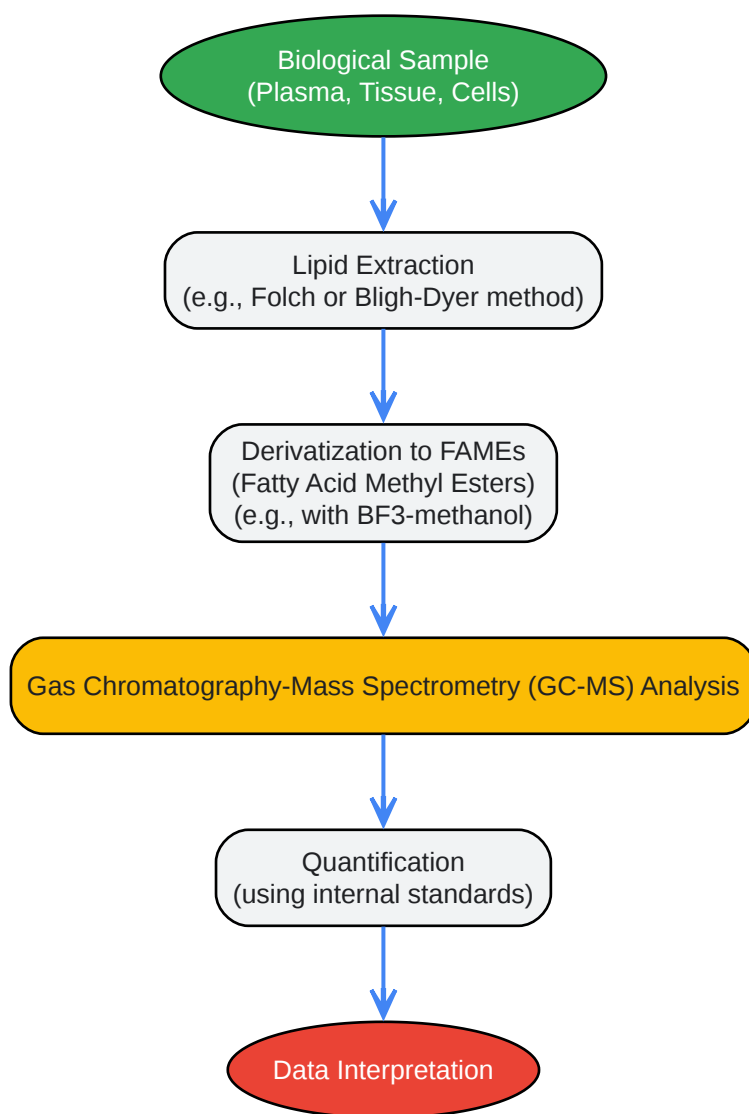 Biological Sample
(Plasma, Tissue, Cells)
Lipid Extraction
(e.g., Folch or Bligh-Dyer method)
Derivatization to FAMEs
(Fatty Acid Methyl Esters)
(e.g., with BF3-methanol)
Gas Chromatography-Mass Spectrometry (GC-MS) Analysis
Quantification
(using internal standards)
Data Interpretation